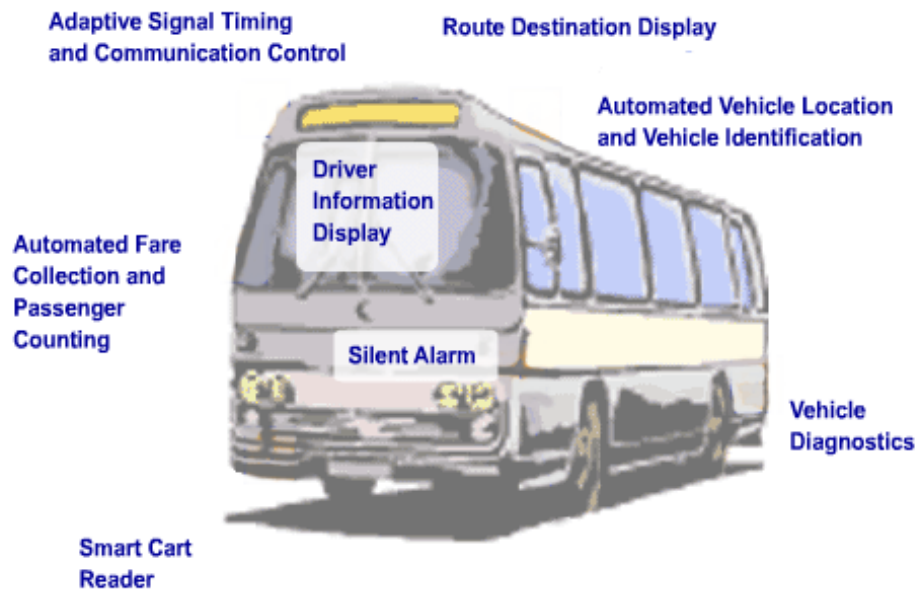 Adaptive Signal Timing
and Communication Control
Route Destination Display
Automated Vehicle Location
and Vehicle Identification
Driver
Information
Display
Automated Fare
Collection and
Passenger
Counting
Silent Alarm
Vehicle
Diagnostics
Smart Cart
Reader